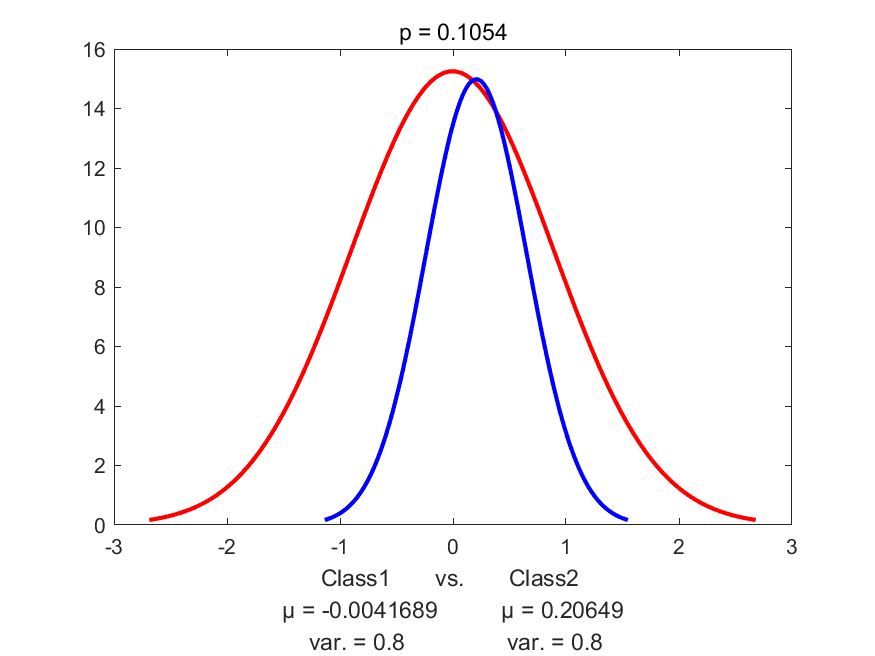 p = 0.1054
16
14
12
10
8
6
4
2
0
-3 -2 -1 0 1 2 3
Class1 vs. Class2
μ = -0.0041689 μ = 0.20649
var. = 0.8 var. = 0.8